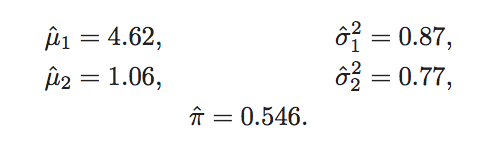 μ̂₁ = 4.62, σ̂₁² = 0.87,
μ̂₂ = 1.06, σ̂₂² = 0.77,
π̂ = 0.546.